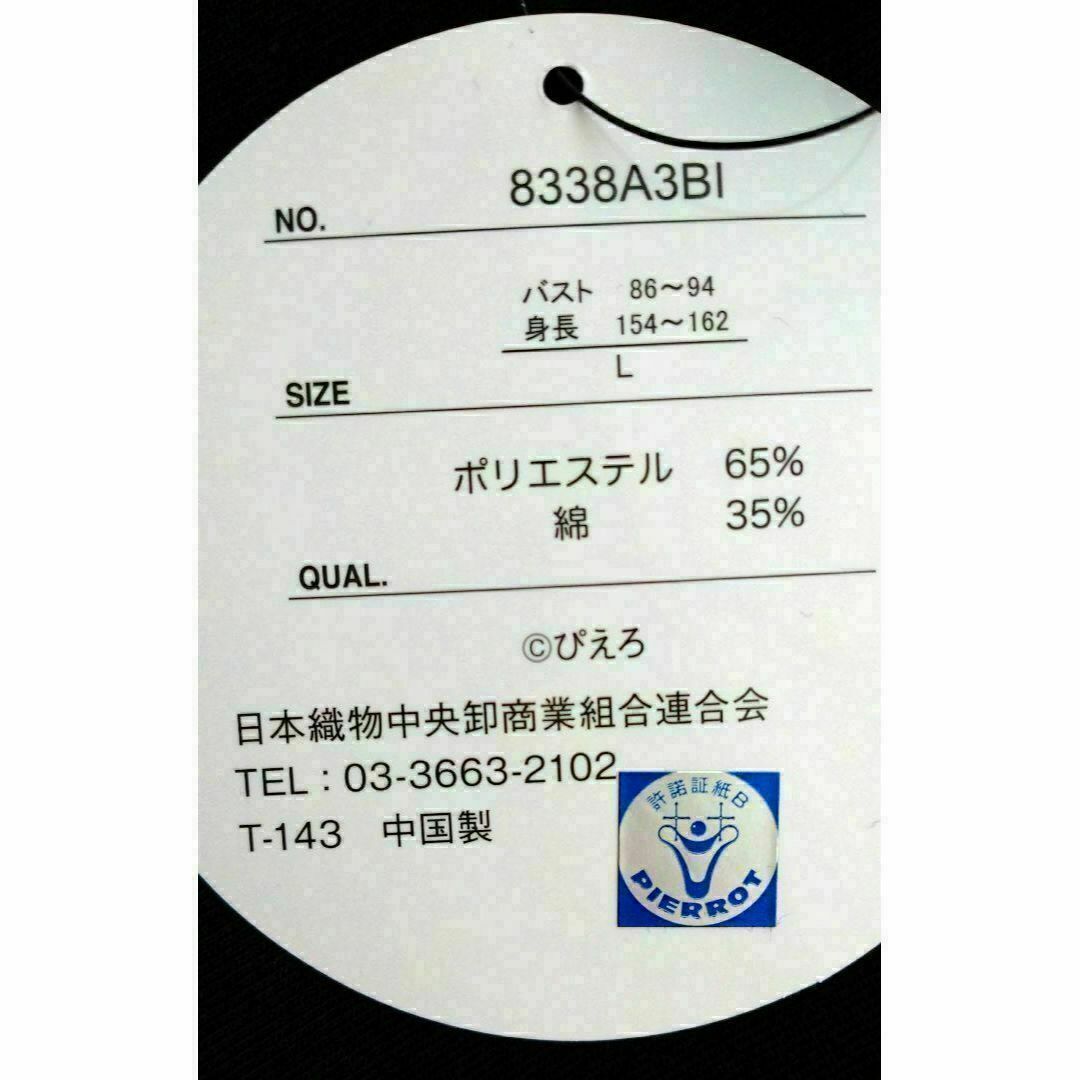 8338A3BI
NO.
バスト 86〜94
身長 154〜162
L
SIZE
ポリエステル 65%
綿 35%
QUAL.
©ぴえろ
日本織物中央卸商業組合連合会
TEL : 03-3663-2102
T-143 中国製
許諾証紙B
PIERROT